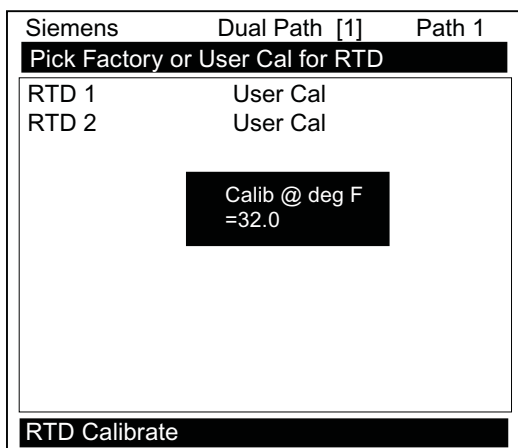 Siemens Dual Path [1] Path 1
Pick Factory or User Cal for RTD
RTD 1 User Cal
RTD 2 User Cal
Calib @ deg F
=32.0
RTD Calibrate